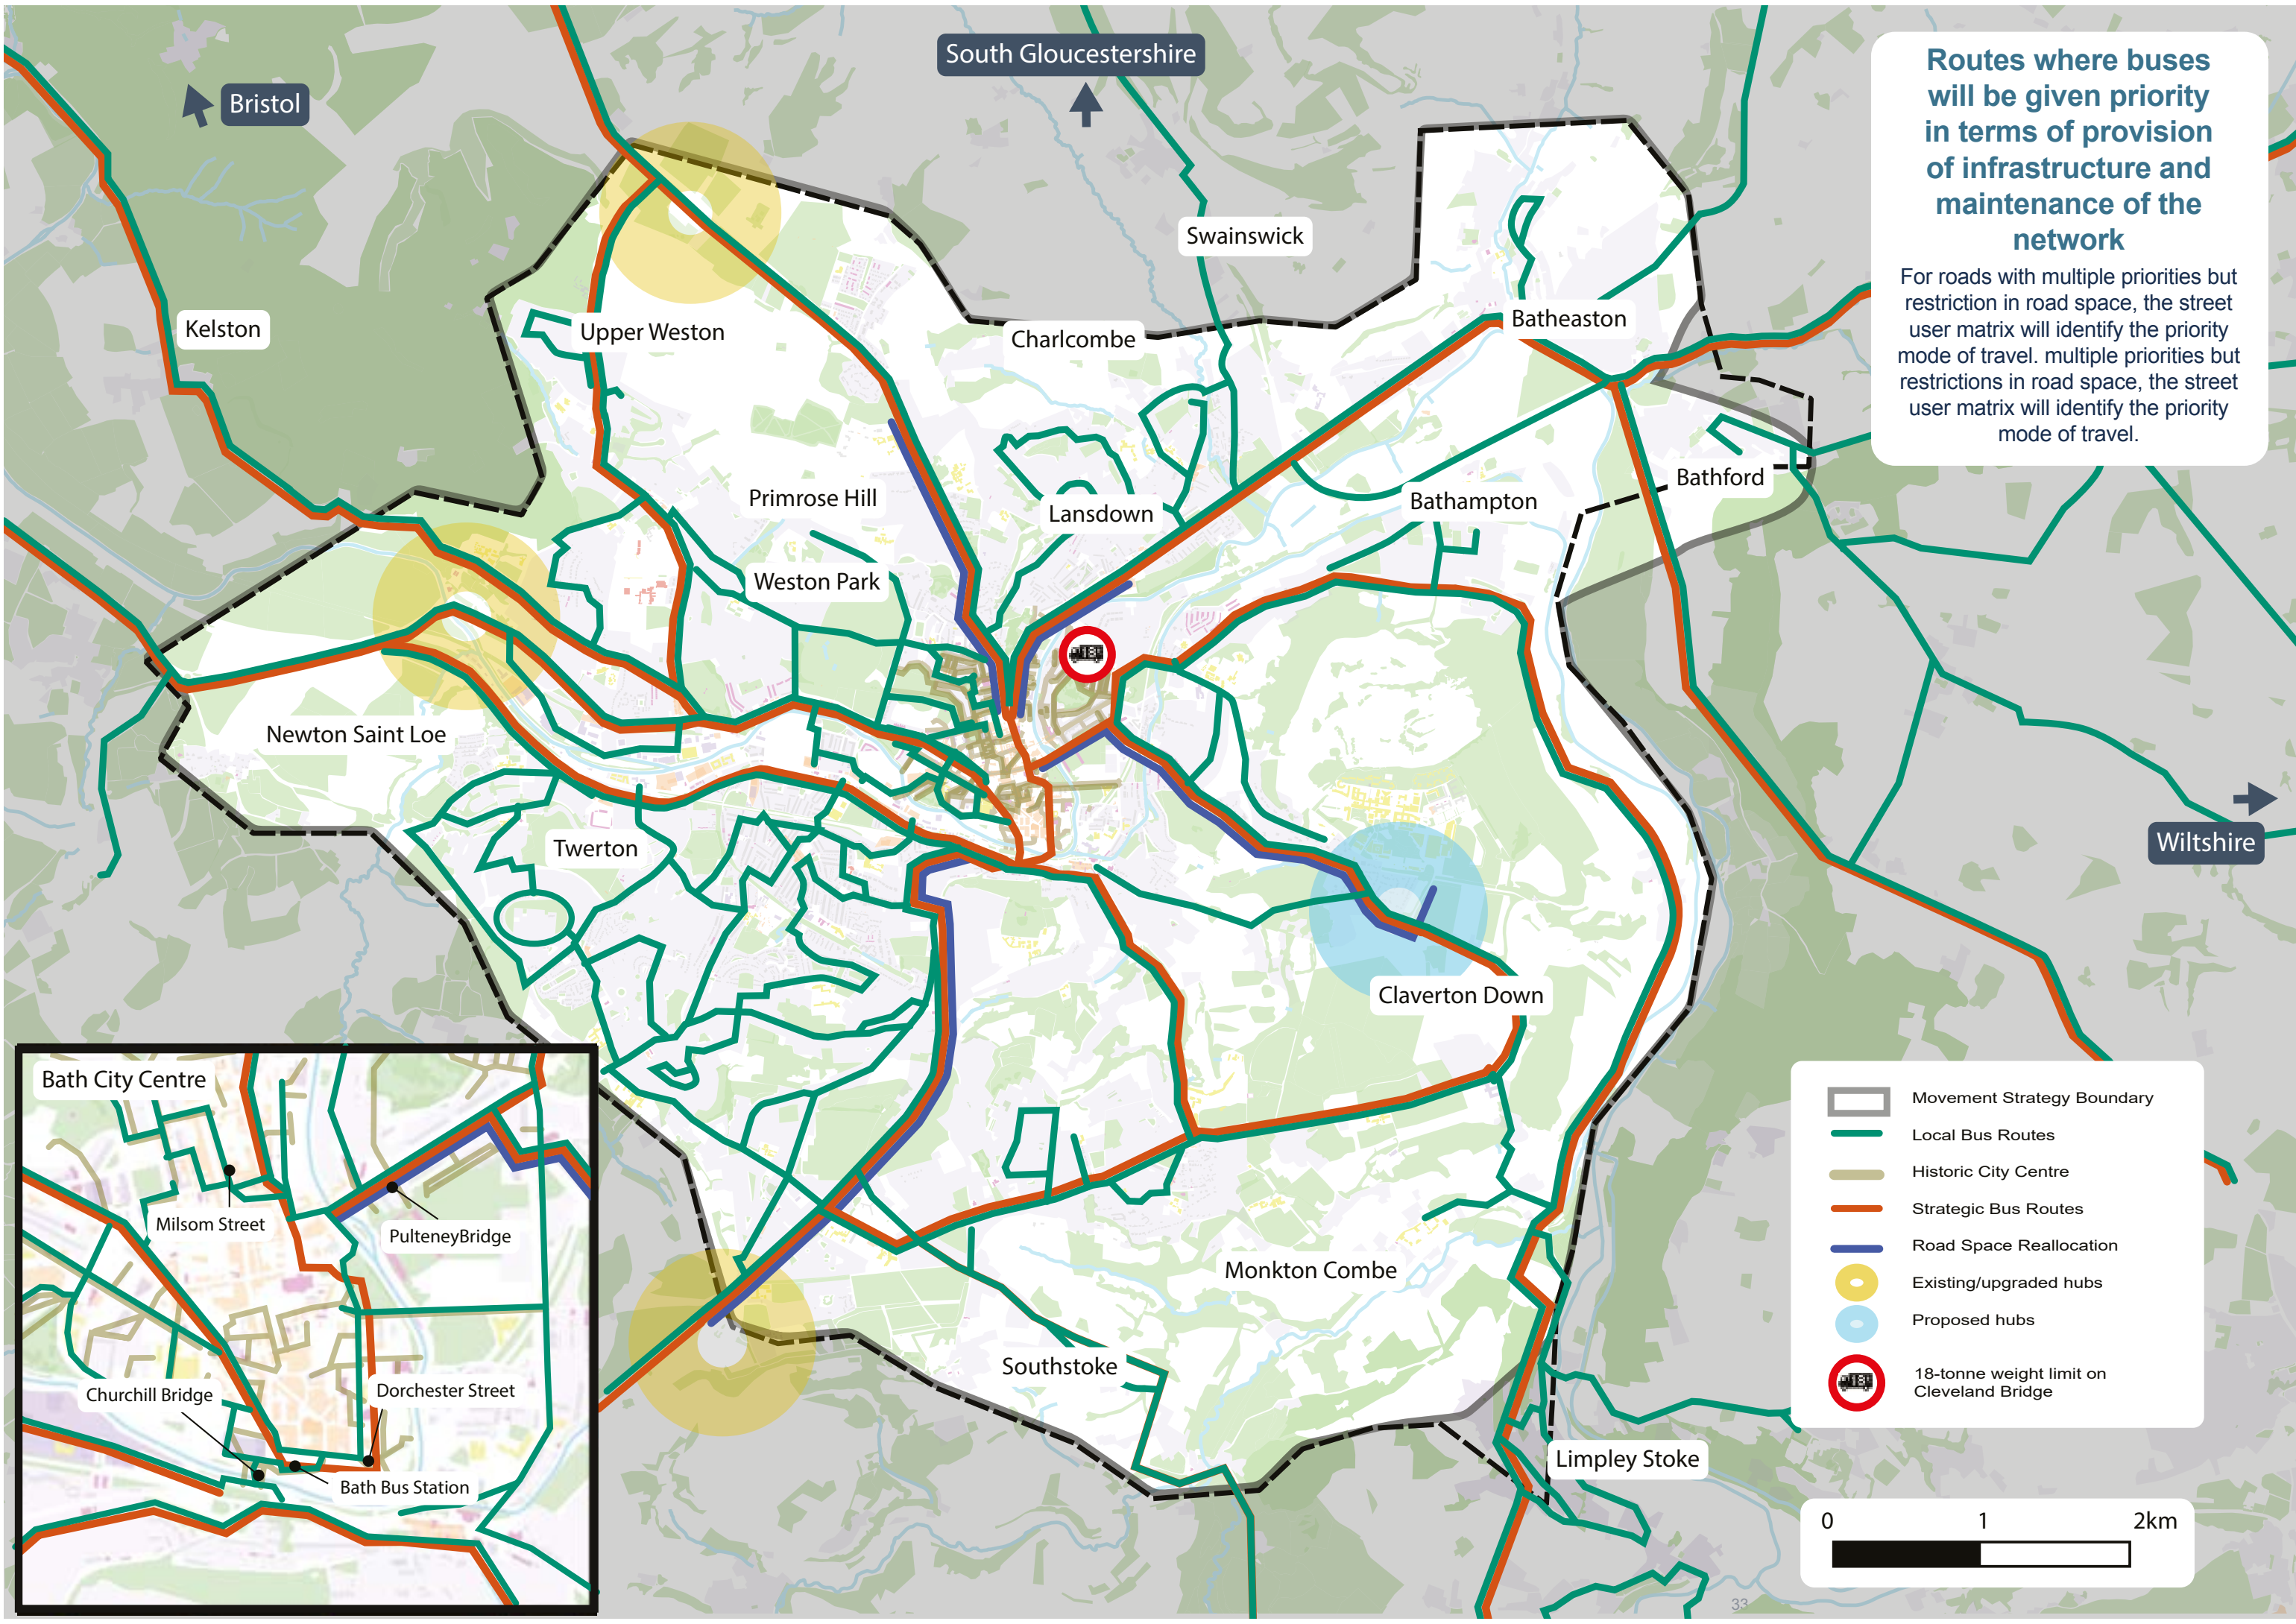 South Gloucestershire
Bristol
Routes where buses
will be given priority
in terms of provision
of infrastructure and
maintenance of the
network
For roads with multiple priorities but
restriction in road space, the street
user matrix will identify the priority
mode of travel. multiple priorities but
restrictions in road space, the street
user matrix will identify the priority
mode of travel.
Swainswick
Kelston
Upper Weston
Charlcombe
Batheaston
Primrose Hill
Lansdown
Bathampton
Bathford
Weston Park
18T
Newton Saint Loe
Twerton
Wiltshire
Claverton Down
Monkton Combe
Southstoke
Limpley Stoke
Bath City Centre
Milsom Street
PulteneyBridge
Churchill Bridge
Dorchester Street
Bath Bus Station
Movement Strategy Boundary
Local Bus Routes
Historic City Centre
Strategic Bus Routes
Road Space Reallocation
Existing/upgraded hubs
Proposed hubs
18T
18-tonne weight limit on
Cleveland Bridge
0 1 2km
33